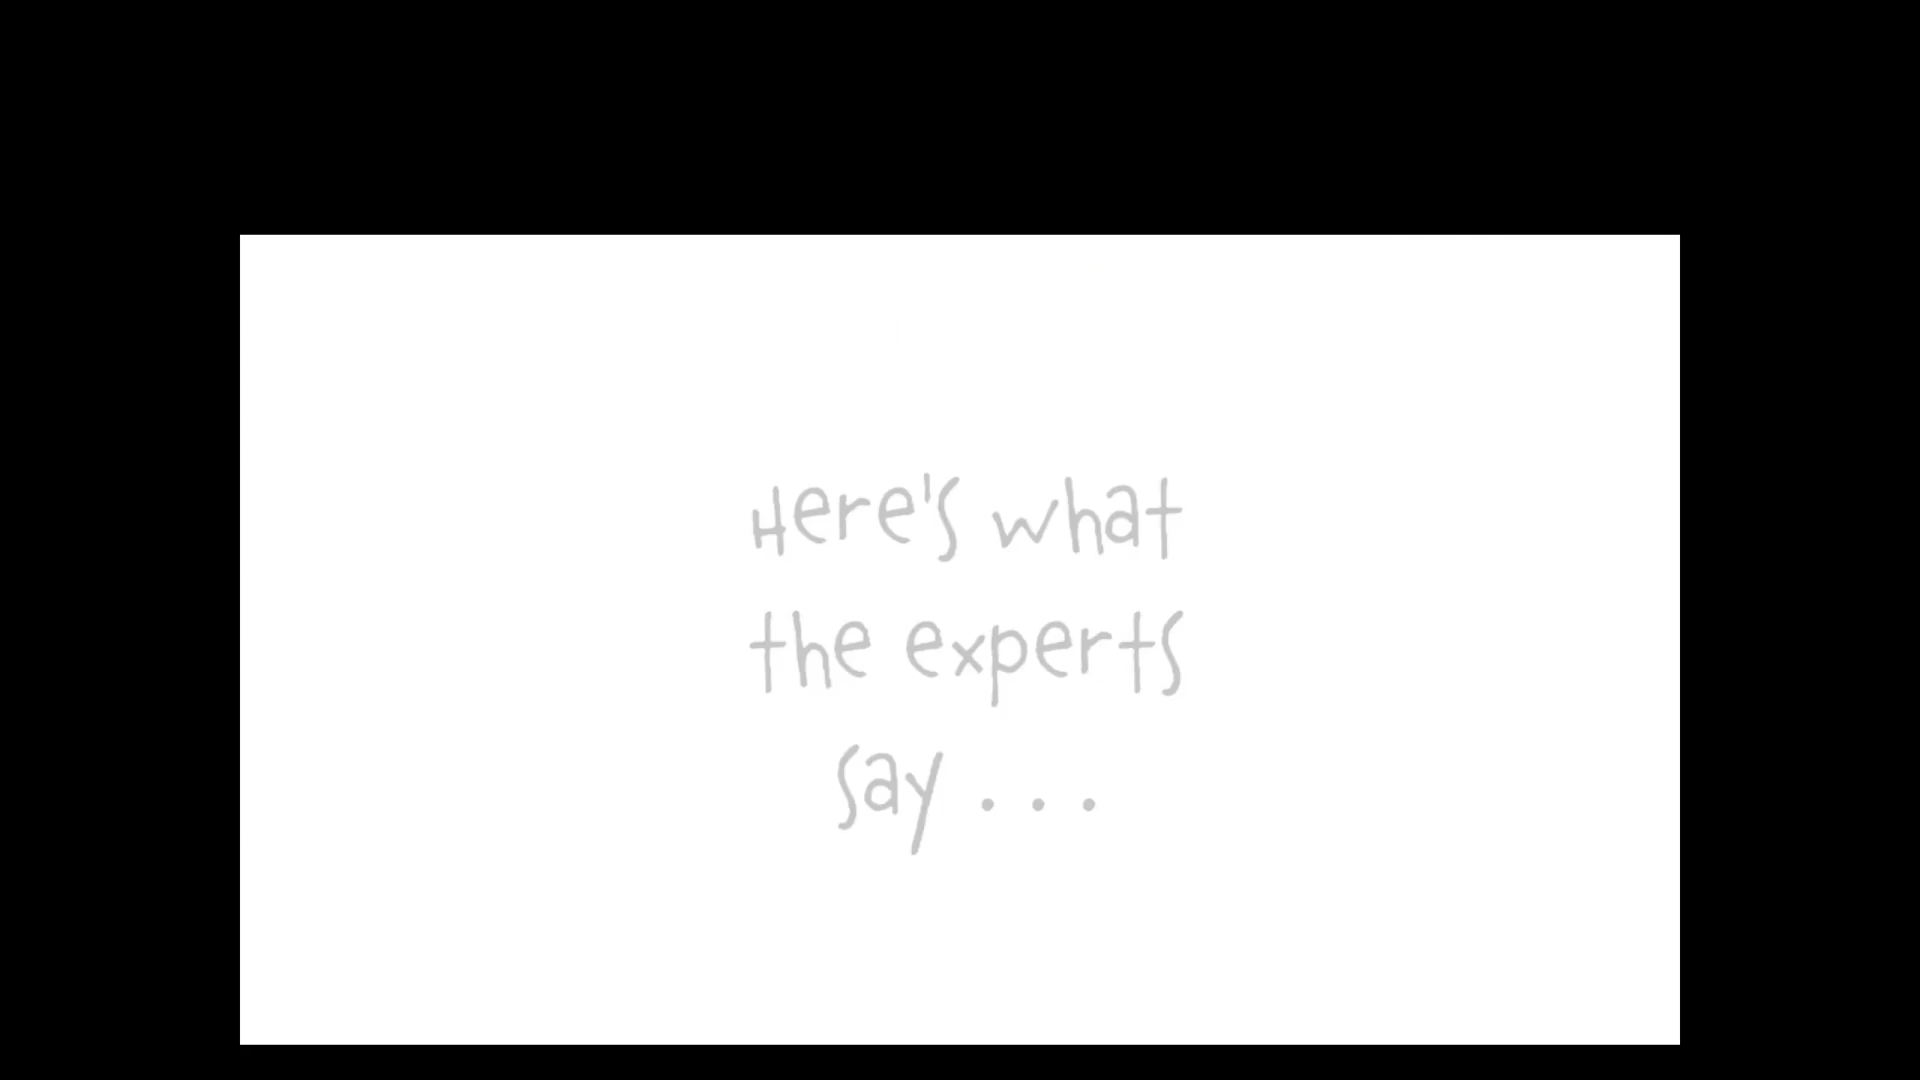 Here's what
the experts
say . . .